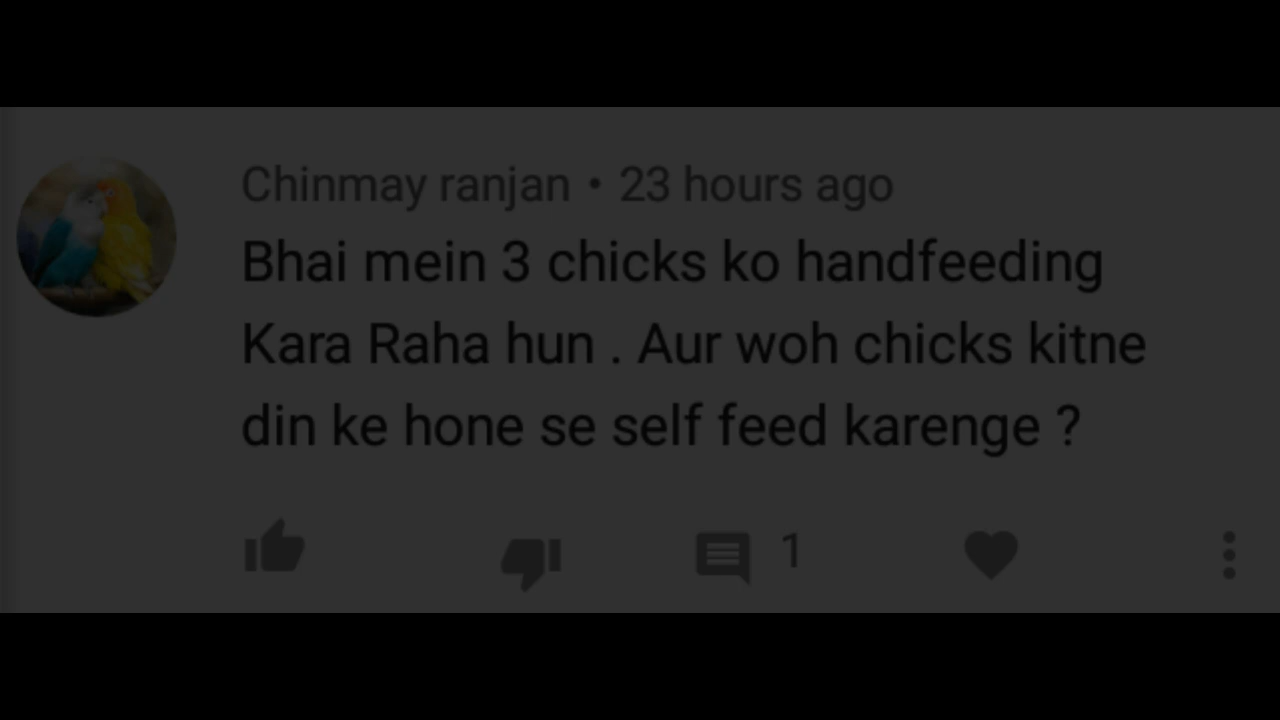 Chinmay ranjan • 23 hours ago
Bhai mein 3 chicks ko handfeeding
Kara Raha hun . Aur woh chicks kitne
din ke hone se self feed karenge ?
1